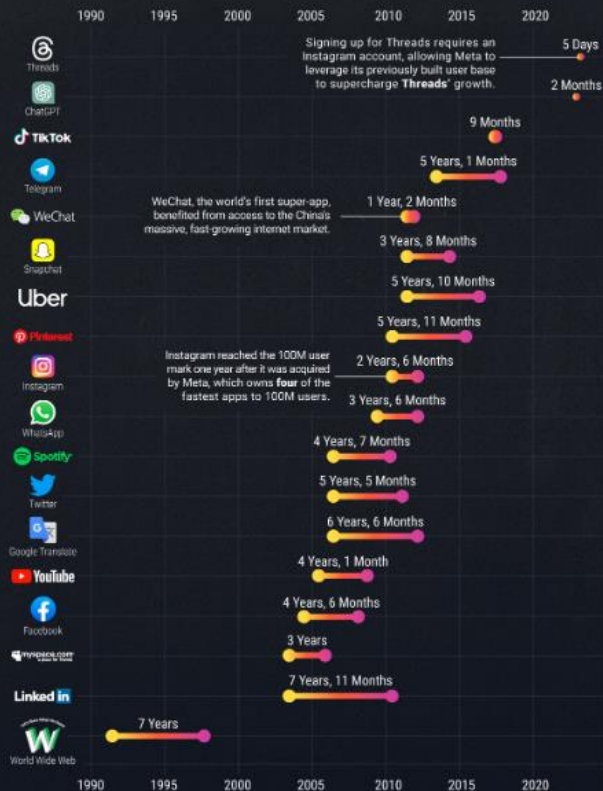 1990 1995 2000 2005 2010 2015 2020
Threads
Signing up for Threads requires an
Instagram account, allowing Meta to
leverage its previously built user base
to supercharge Threads' growth.
5 Days
ChatGPT
2 Months
TikTok
9 Months
Telegram
5 Years, 1 Months
WeChat
WeChat, the world's first super-app,
benefited from access to the China's
massive, fast-growing internet market.
1 Year, 2 Months
Snapchat
3 Years, 8 Months
Uber
5 Years, 10 Months
Pinterest
5 Years, 11 Months
Instagram
Instagram reached the 100M user
mark one year after it was acquired
by Meta, which owns four of the
fastest apps to 100M users.
2 Years, 6 Months
WhatsApp
3 Years, 6 Months
Spotify
4 Years, 7 Months
Twitter
5 Years, 5 Months
G
Google Translate
6 Years, 6 Months
YouTube
4 Years, 1 Month
Facebook
4 Years, 6 Months
myspace.com
a place for friends
3 Years
Linked in
7 Years, 11 Months
W
World Wide Web
7 Years
1990 1995 2000 2005 2010 2015 2020